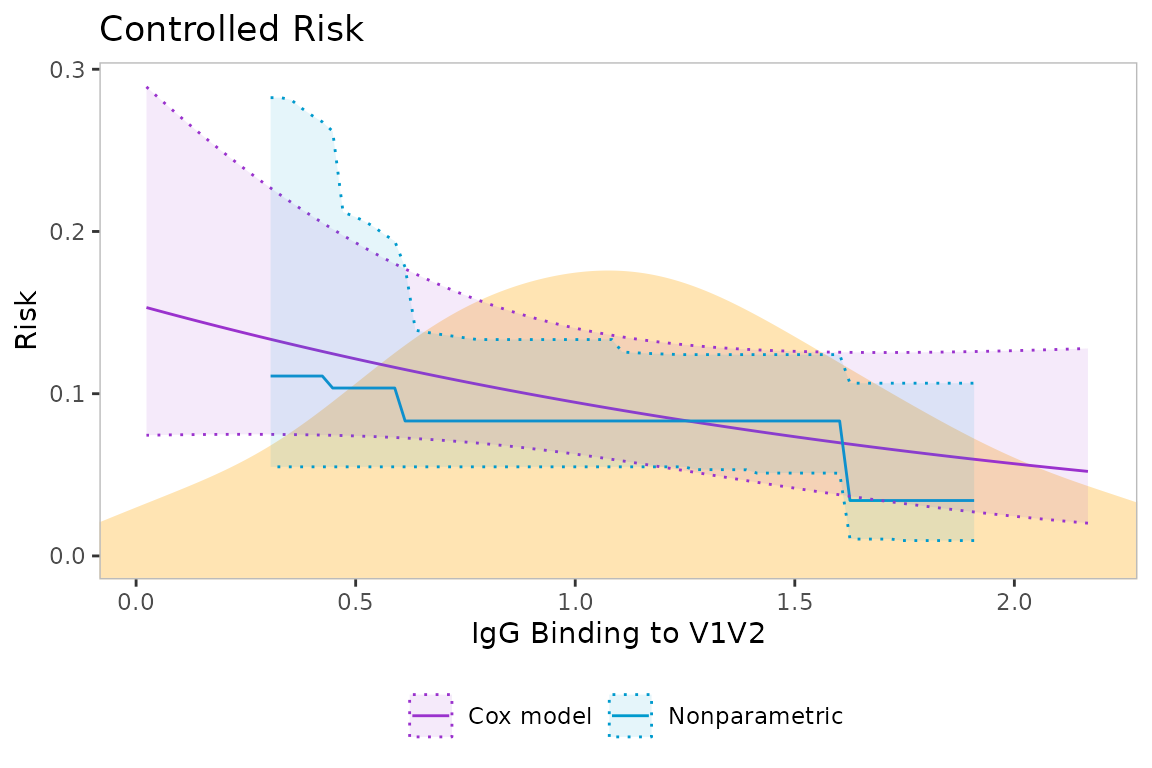 Controlled Risk
0.3
0.2
0.1
0.0
Risk
0.0 0.5 1.0 1.5 2.0
IgG Binding to V1V2
Cox model Nonparametric